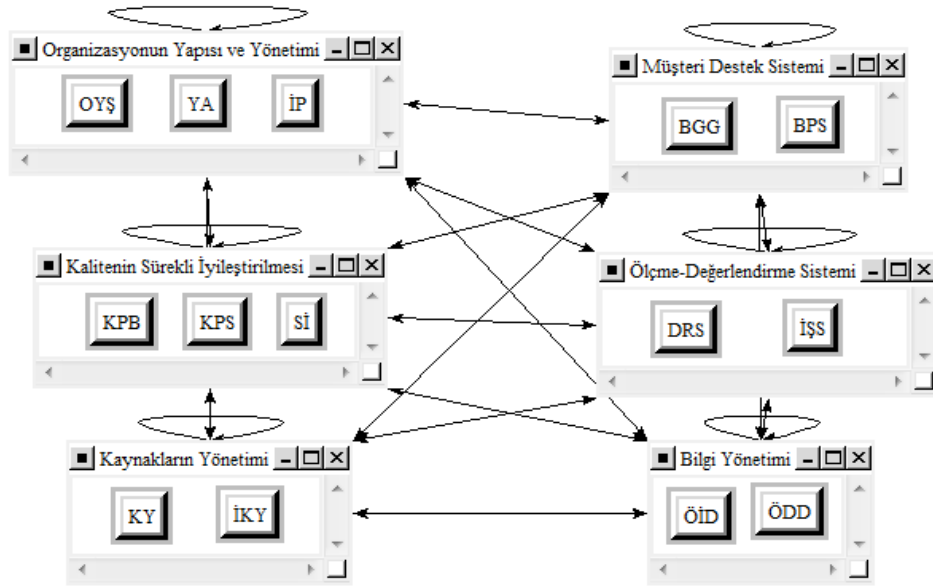 Organizasyonun Yapısı ve Yönetimi
OYŞ YA İP
Müşteri Destek Sistemi
BGG BPS
Kalitenin Sürekli İyileştirilmesi
KPB KPS Sİ
Ölçme-Değerlendirme Sistemi
DRS İŞS
Kaynakların Yönetimi
KY İKY
Bilgi Yönetimi
ÖİD ÖDD